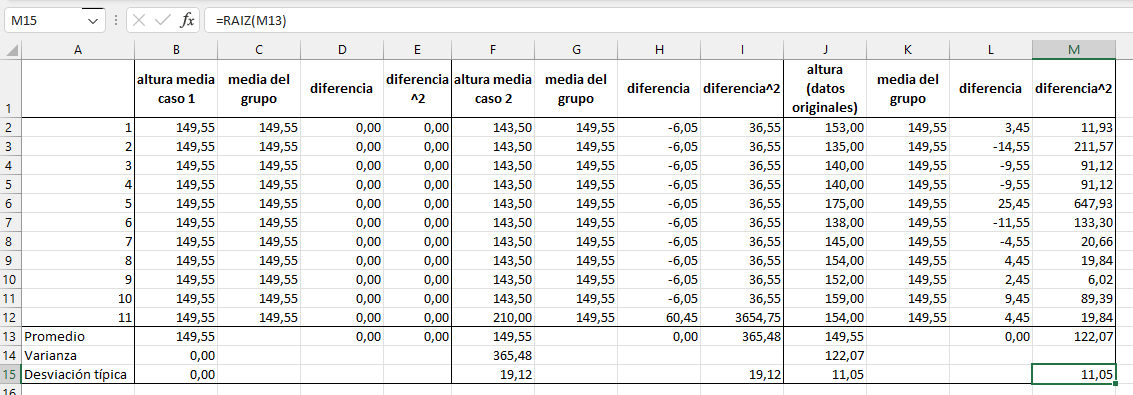 M15 fx =RAIZ(M13)
A B C D E F G H I J K L M
1 altura media caso 1 media del grupo diferencia diferencia ^2 altura media caso 2 media del grupo diferencia diferencia^2 altura (datos originales) media del grupo diferencia diferencia^2
2 1 149,55 149,55 0,00 0,00 143,50 149,55 -6,05 36,55 153,00 149,55 3,45 11,93
3 2 149,55 149,55 0,00 0,00 143,50 149,55 -6,05 36,55 135,00 149,55 -14,55 211,57
4 3 149,55 149,55 0,00 0,00 143,50 149,55 -6,05 36,55 140,00 149,55 -9,55 91,12
5 4 149,55 149,55 0,00 0,00 143,50 149,55 -6,05 36,55 140,00 149,55 -9,55 91,12
6 5 149,55 149,55 0,00 0,00 143,50 149,55 -6,05 36,55 175,00 149,55 25,45 647,93
7 6 149,55 149,55 0,00 0,00 143,50 149,55 -6,05 36,55 138,00 149,55 -11,55 133,30
8 7 149,55 149,55 0,00 0,00 143,50 149,55 -6,05 36,55 145,00 149,55 -4,55 20,66
9 8 149,55 149,55 0,00 0,00 143,50 149,55 -6,05 36,55 154,00 149,55 4,45 19,84
10 9 149,55 149,55 0,00 0,00 143,50 149,55 -6,05 36,55 152,00 149,55 2,45 6,02
11 10 149,55 149,55 0,00 0,00 143,50 149,55 -6,05 36,55 159,00 149,55 9,45 89,39
12 11 149,55 149,55 0,00 0,00 210,00 149,55 60,45 3654,75 154,00 149,55 4,45 19,84
13 Promedio 149,55 0,00 0,00 149,55 0,00 365,48 149,55 0,00 122,07
14 Varianza 0,00 365,48 122,07
15 Desviación típica 0,00 19,12 19,12 11,05 11,05
16